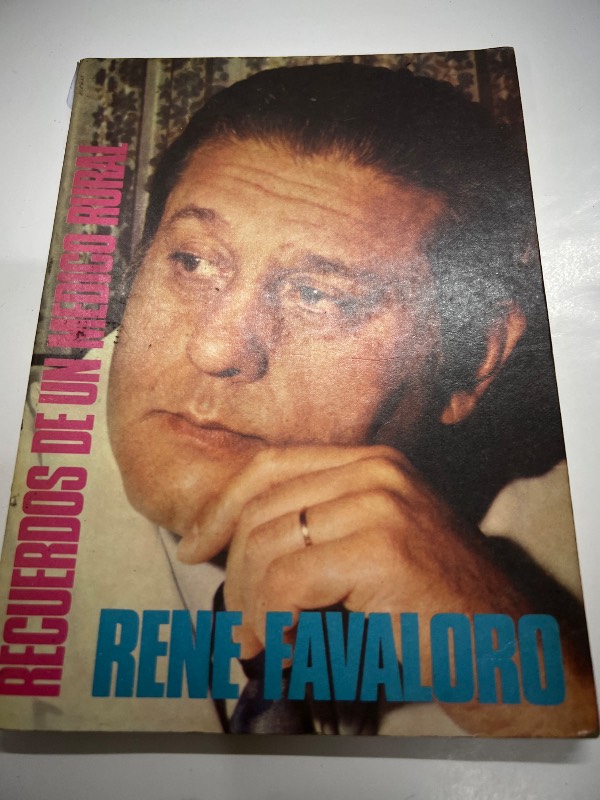 RECUERDOS DE UN MEDICO RURAL
RENE FAVALORO